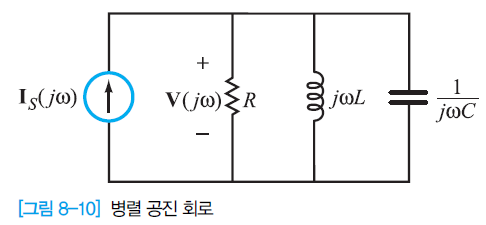 +
I_S(jω) V(jω) R jωL 1/(jωC)
−
[그림 8-10] 병렬 공진 회로